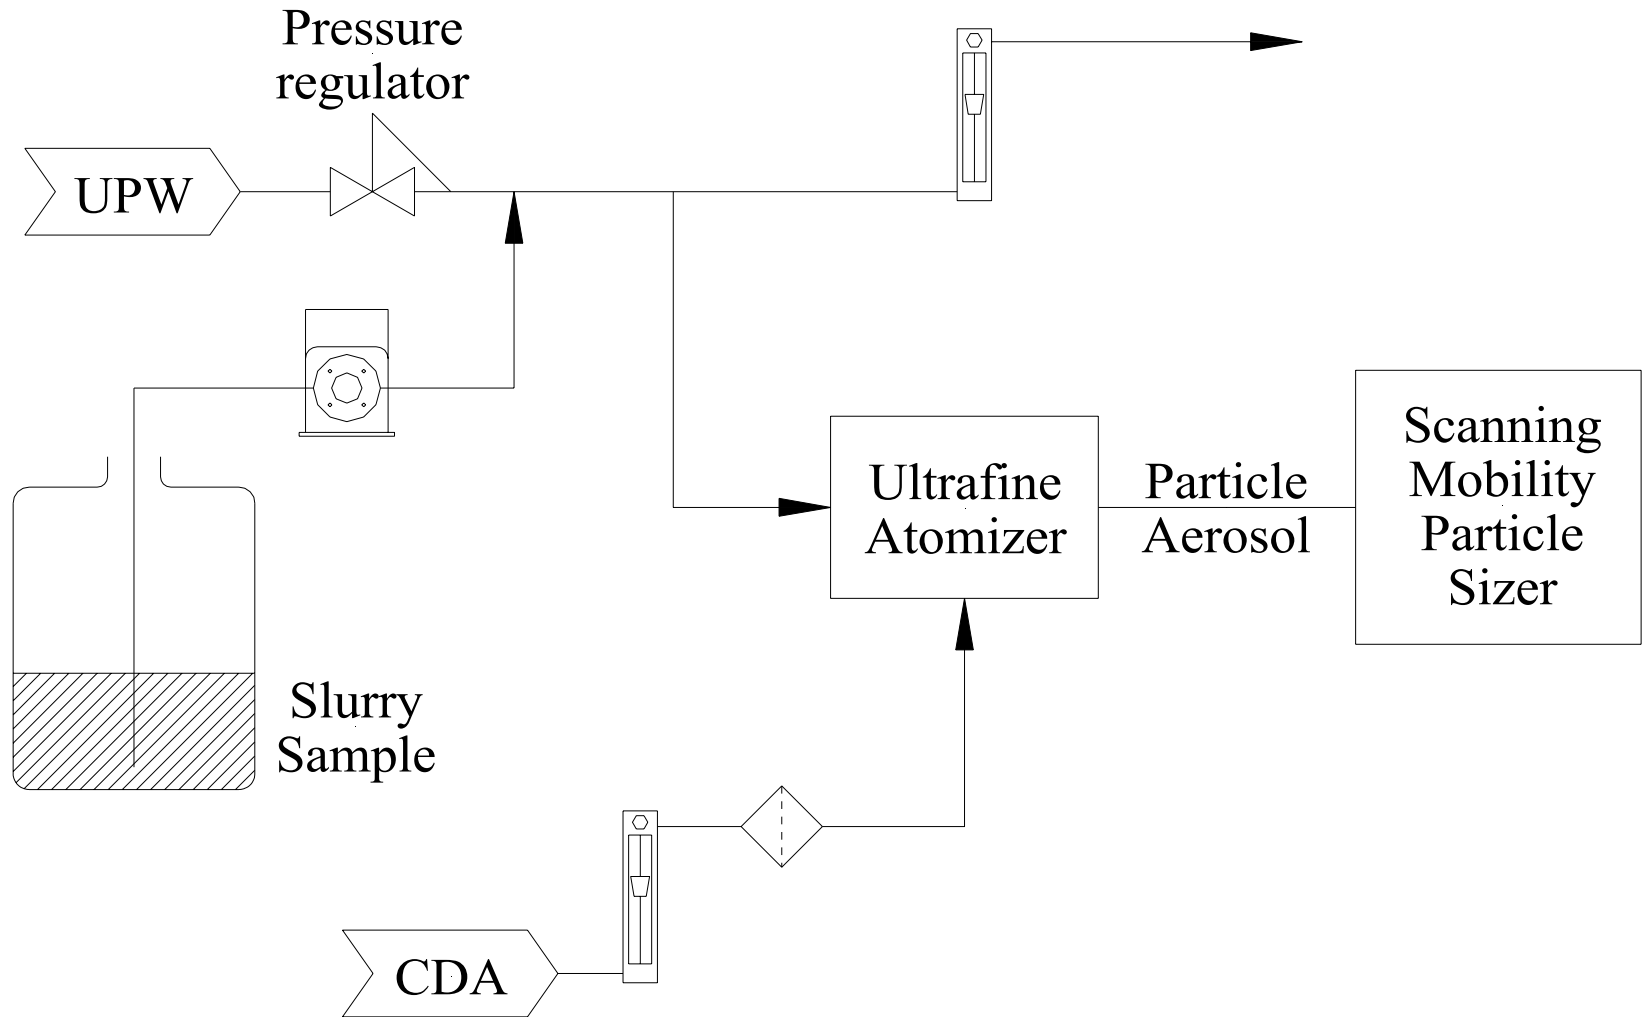 Pressure
regulator
UPW
Scanning
Mobility
Particle
Sizer
Ultrafine
Atomizer
Particle
Aerosol
Slurry
Sample
CDA